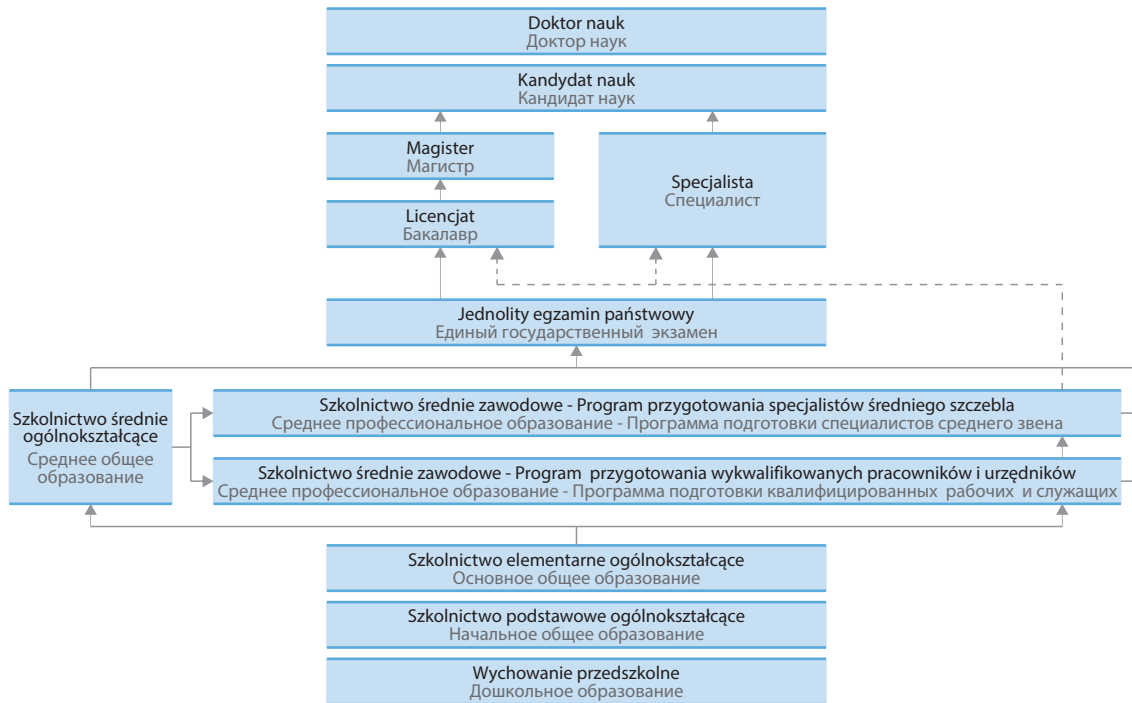 Doktor nauk
Доктор наук
Kandydat nauk
Кандидат наук
Magister
Магистр
Specjalista
Специалист
Licencjat
Бакалавр
Jednolity egzamin państwowy
Единый государственный экзамен
Szkolnictwo średnie
ogólnokształcące
Среднее общее
образование
Szkolnictwo średnie zawodowe - Program przygotowania specjalistów średniego szczebla
Среднее профессиональное образование - Программа подготовки специалистов среднего звена
Szkolnictwo średnie zawodowe - Program przygotowania wykwalifikowanych pracowników i urzędników
Среднее профессиональное образование - Программа подготовки квалифицированных рабочих и служащих
Szkolnictwo elementarne ogólnokształcące
Основное общее образование
Szkolnictwo podstawowe ogólnokształcące
Начальное общее образование
Wychowanie przedszkolne
Дошкольное образование